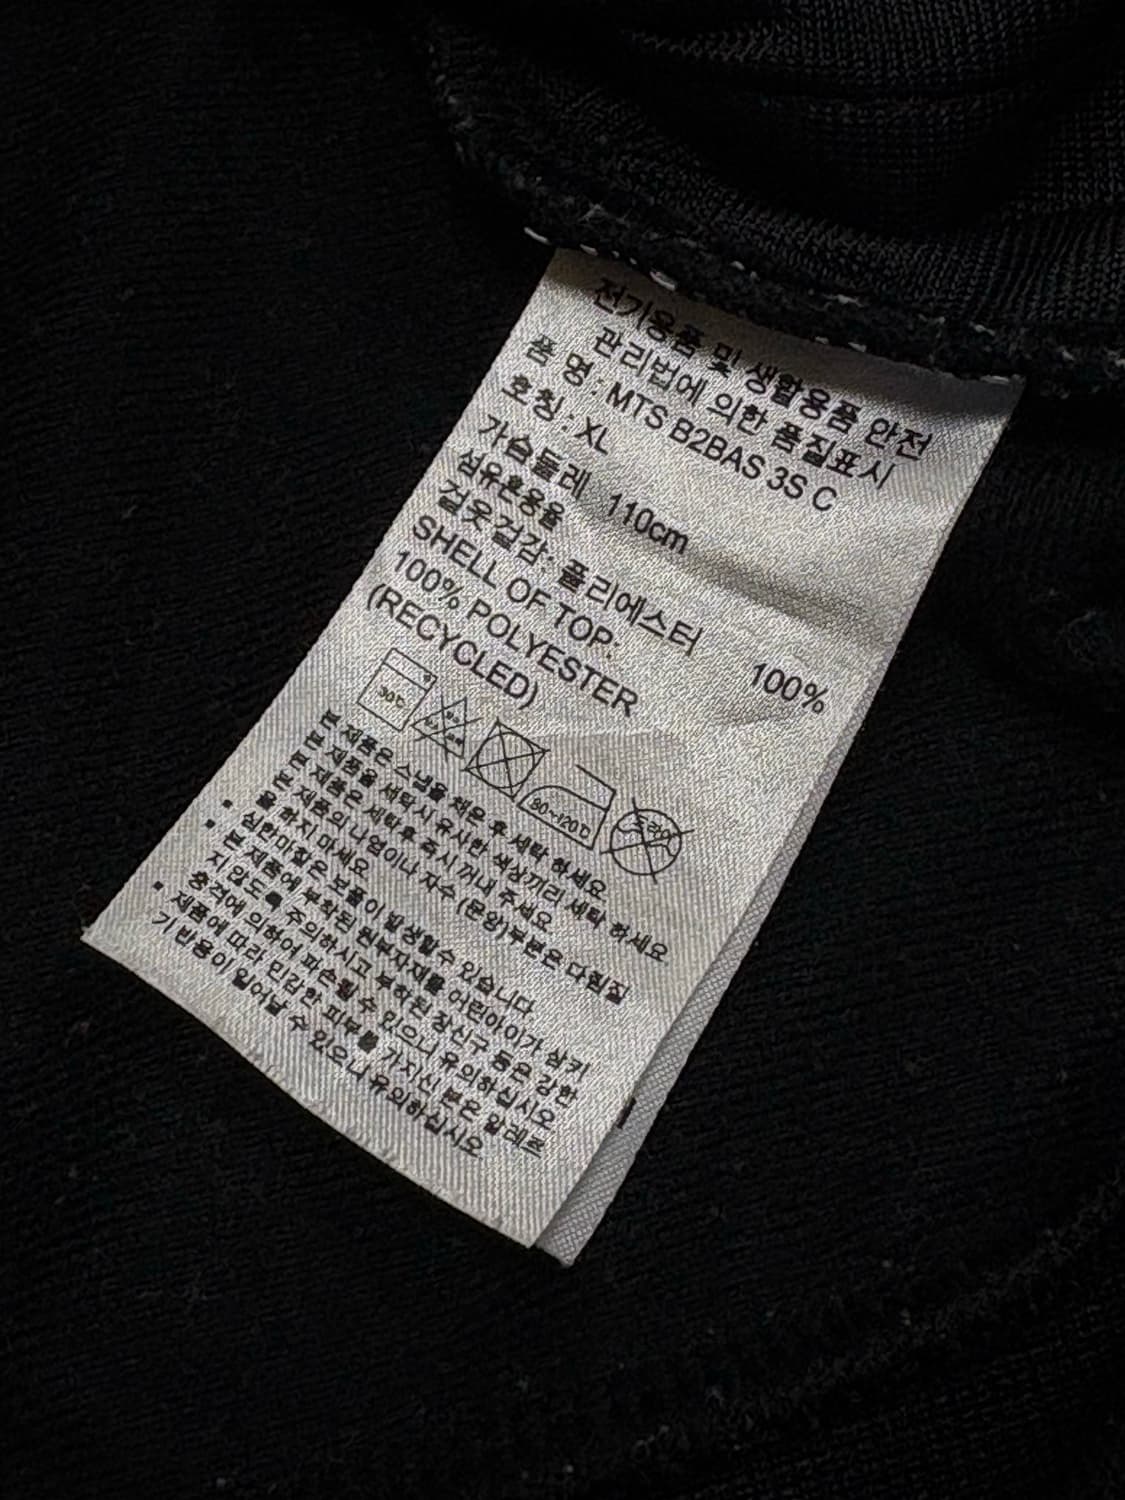 전기용품 및 생활용품 안전
관리법에 의한 품질표시
품 명 : MTS B2BAS 3S C
호칭 : XL
가슴둘레 110cm
섬유혼용율
겉옷겉감: 폴리에스터 100%
SHELL OF TOP:
100% POLYESTER
(RECYCLED)
30℃
80~120℃
드라이
본 제품은 스냅을 채운 후 세탁 하세요.
본 제품을 세탁시 유사한 색상끼리 세탁 하세요
본 제품은 세탁후 즉시 꺼내 주세요
본 제품의 니염이나 자수 (문양)부분은 다림질
을 하지 마세요
• 심한마찰은 보풀이 발생할수 있습니다
• 본 제품에 부착된 원부자재를 어린아이가 삼키
지 않도록 주의하시고 부착된 장신구 등은 강한
충격에 의하여 파손될 수 있으니 유의하십시오
• 제품에 따라 민감한 피부를 가지신 분은 알레르
기 반응이 일어날 수 있으니 유의하십시오